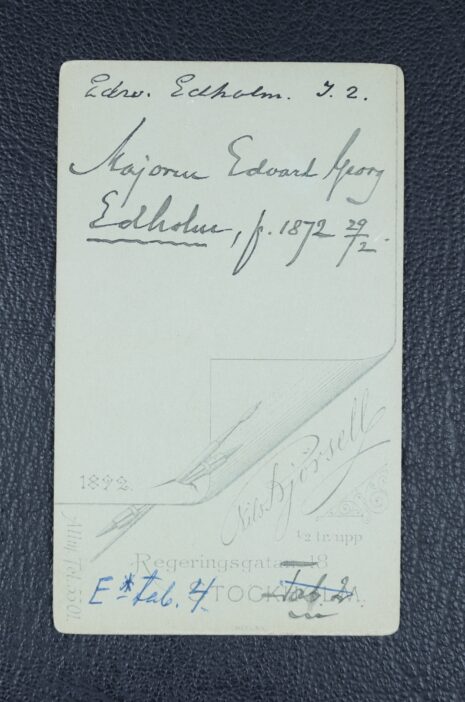 Edw. Edholm. I. 2.
Majoren Edvard Georg
Edholm, f. 1872 29/2.
1892.
Nils Kjörsell
½ tr. upp
Allm. Tel. 5501
Regeringsgatan 18
STOCKHOLM.
E* tab. 4.
Tab 2